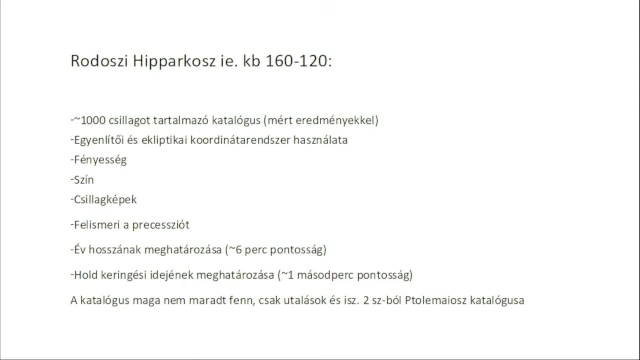 Rodoszi Hipparkosz ie. kb 160-120:
-~1000 csillagot tartalmazó katalógus (mért eredményekkel)
-Egyenlítői és ekliptikai koordinátarendszer használata
-Fényesség
-Szín
-Csillagképek
-Felismeri a precessziót
-Év hosszának meghatározása (~6 perc pontosság)
-Hold keringési idejének meghatározása (~1 másodperc pontosság)
A katalógus maga nem maradt fenn, csak utalások és isz. 2 sz-ból Ptolemaiosz katalógusa